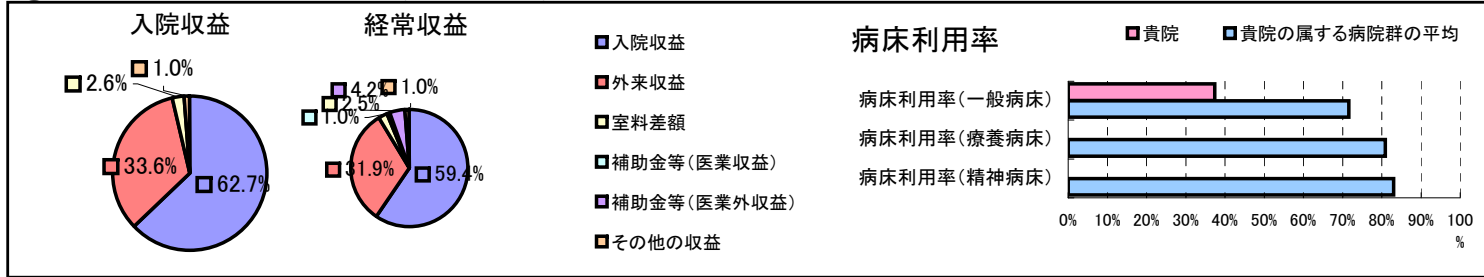 入院収益
1.0%
2.6%
33.6%
62.7%
経常収益
4.2%
1.0%
2.5%
1.0%
31.9%
59.4%
入院収益
外来収益
室料差額
補助金等(医業収益)
補助金等(医業外収益)
その他の収益
病床利用率
貴院
貴院の属する病院群の平均
病床利用率(一般病床)
病床利用率(療養病床)
病床利用率(精神病床)
0% 10% 20% 30% 40% 50% 60% 70% 80% 90% 100
%